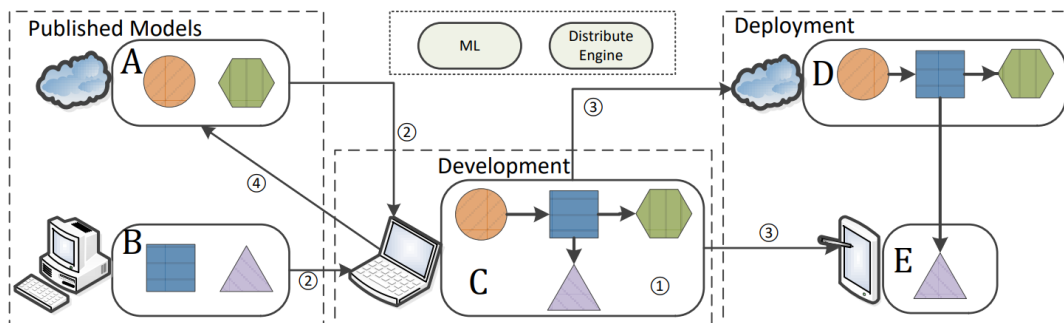 Published Models
A
②
④
B
②
ML
Distribute
Engine
③
Development
C
①
③
Deployment
D
E